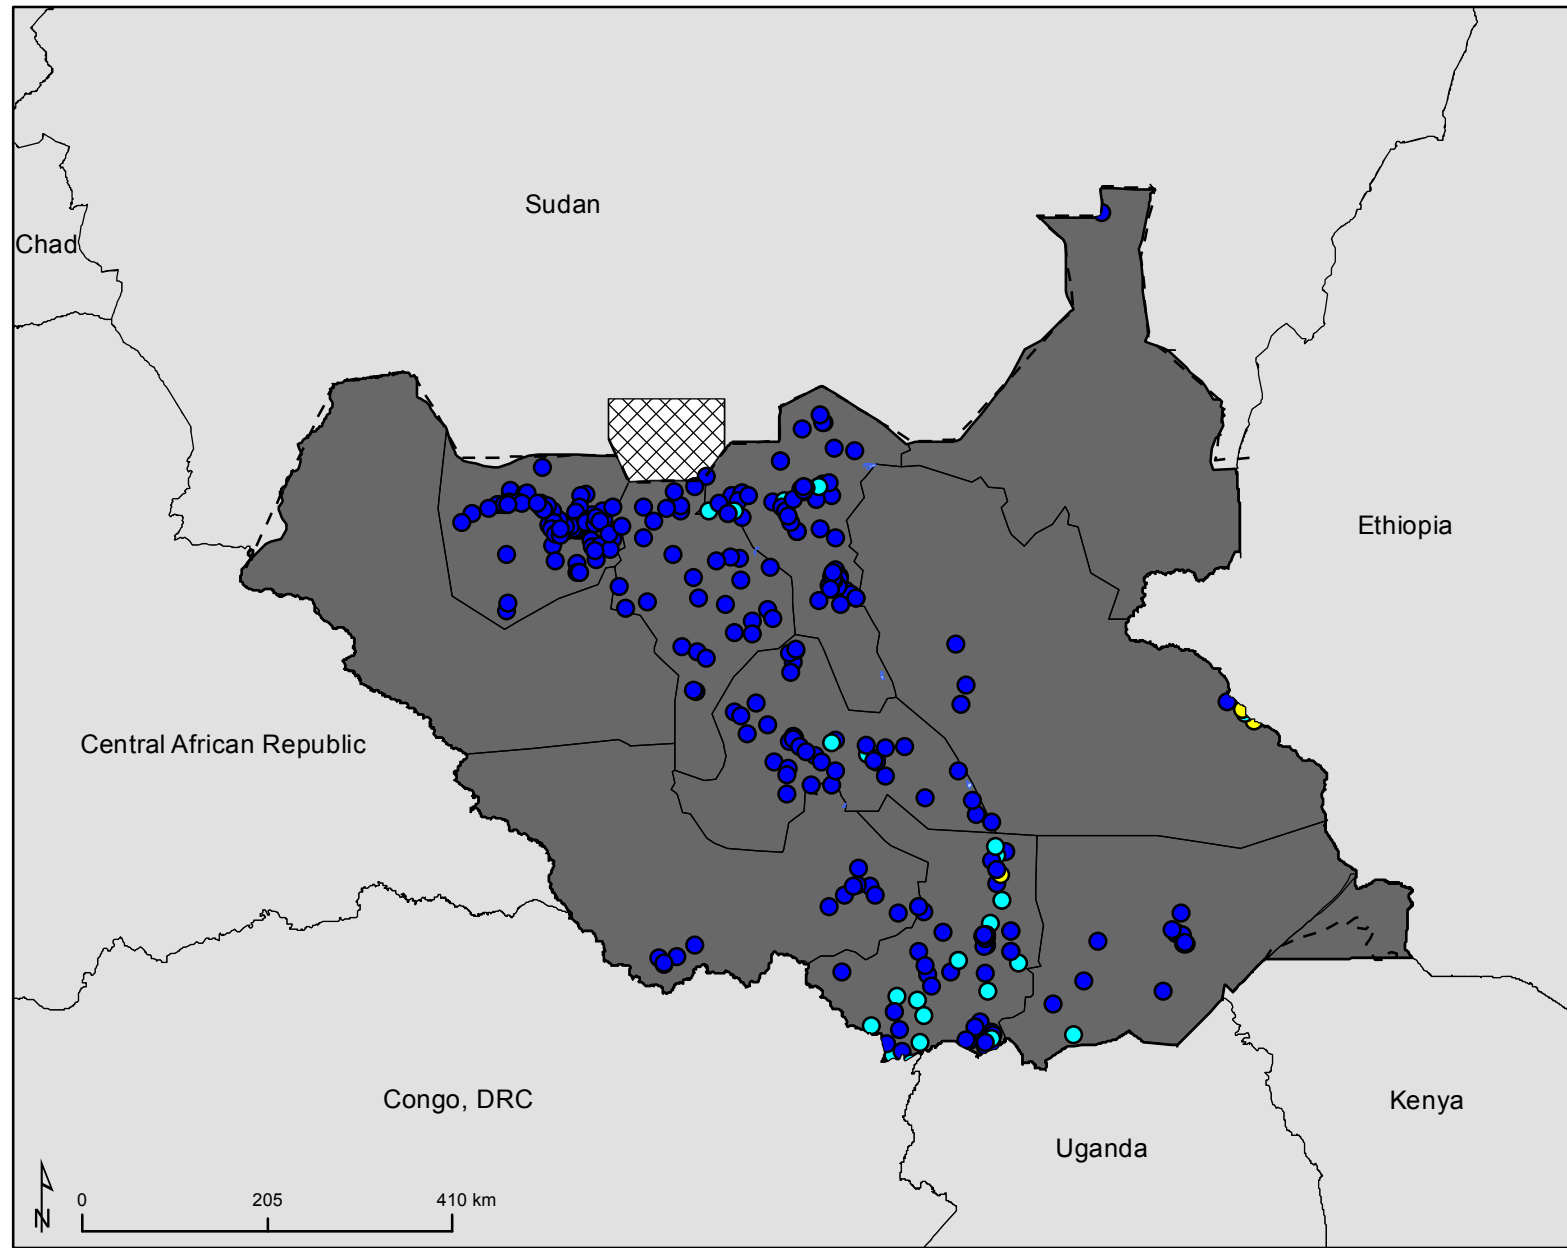 Sudan
Chad
Ethiopia
Central African Republic
Congo, DRC
Kenya
Uganda
0 205 410 km
N